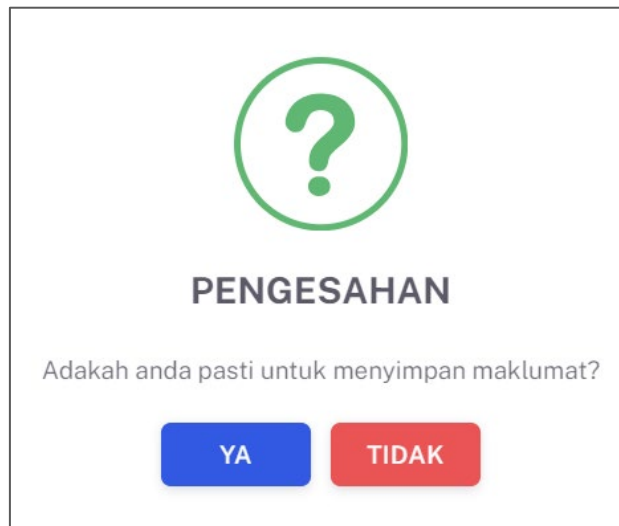 ?
PENGESAHAN
Adakah anda pasti untuk menyimpan maklumat?
YA
TIDAK